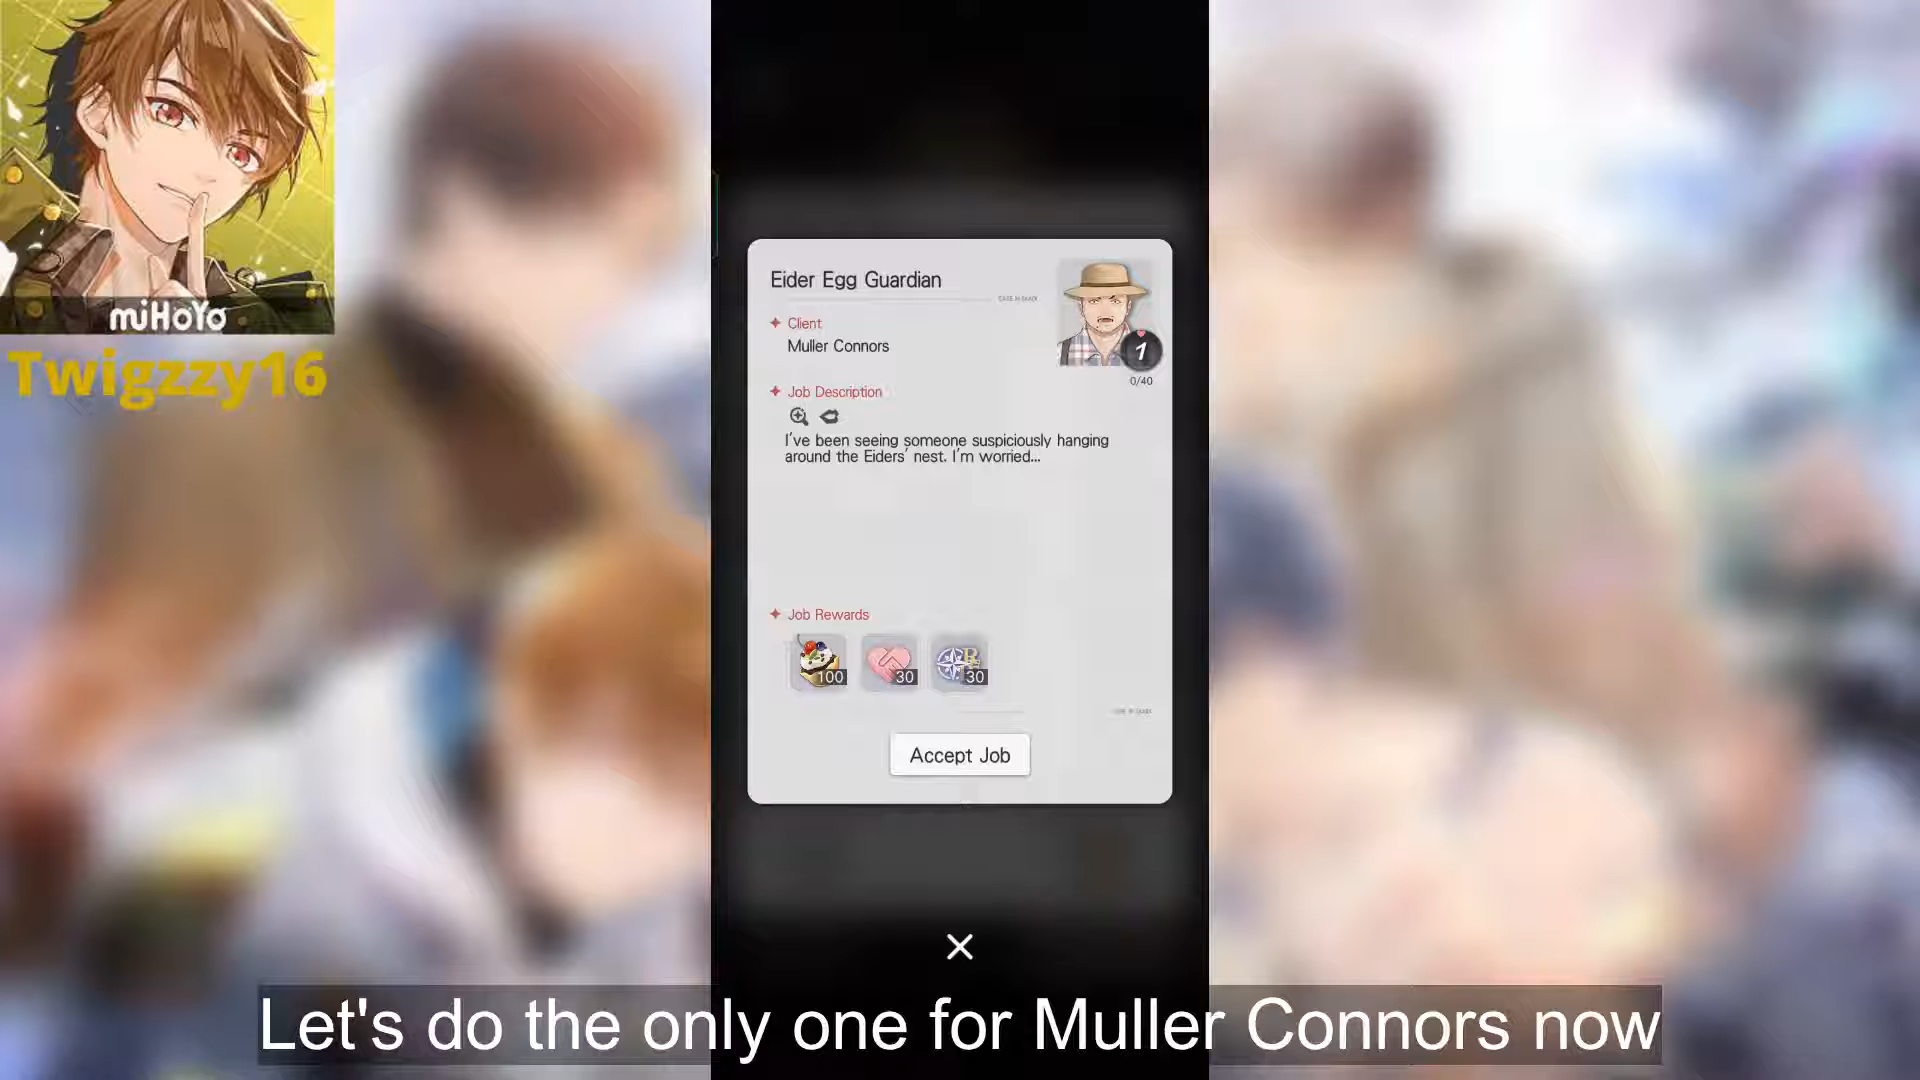 miHoYo
Twigzzy16
Eider Egg Guardian
Client
Muller Connors
1
0/40
Job Description
I've been seeing someone suspiciously hanging
around the Eiders' nest. I'm worried...
Job Rewards
100
30
R
30
Accept Job
Let's do the only one for Muller Connors now